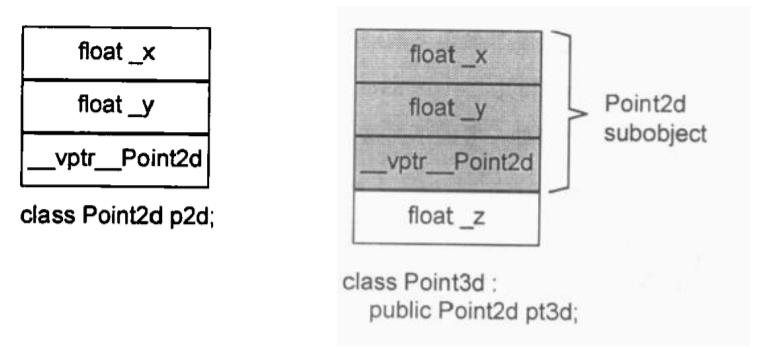 float _x
float _y
__vptr__Point2d
class Point2d p2d;
float _x
float _y
__vptr__Point2d
float _z
Point2d
subobject
class Point3d :
public Point2d pt3d;